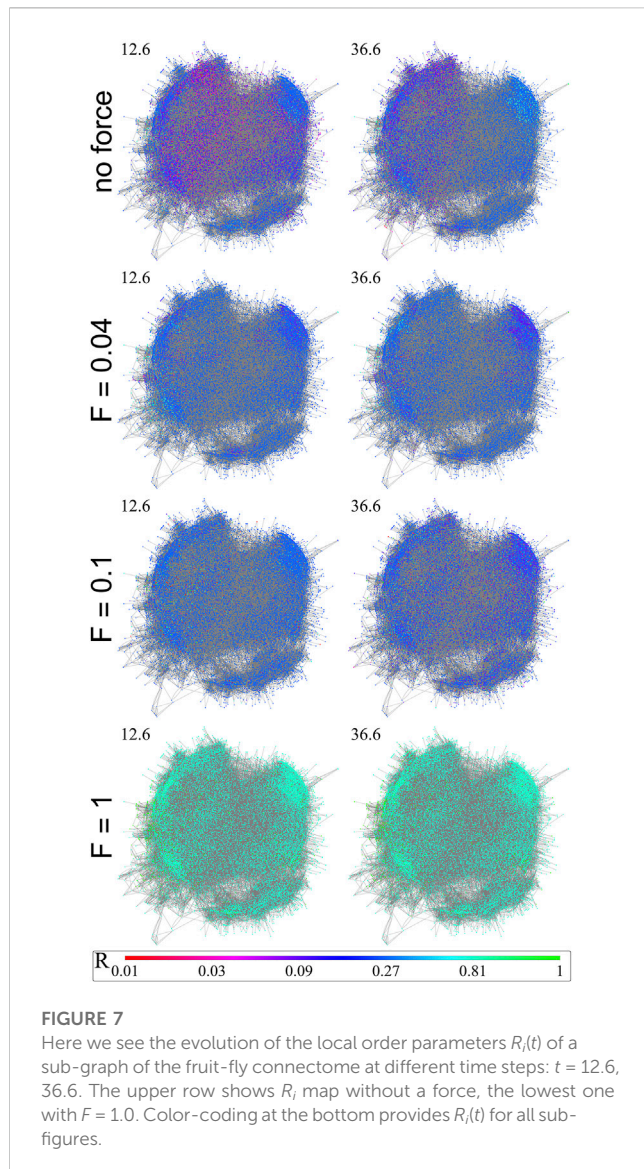 12.6 36.6
no force
12.6 36.6
F = 0.04
12.6 36.6
F = 0.1
12.6 36.6
F = 1
R 0.01 0.03 0.09 0.27 0.81 1
FIGURE 7
Here we see the evolution of the local order parameters Ri(t) of a
sub-graph of the fruit-fly connectome at different time steps: t = 12.6,
36.6. The upper row shows Ri map without a force, the lowest one
with F = 1.0. Color-coding at the bottom provides Ri(t) for all sub-
figures.